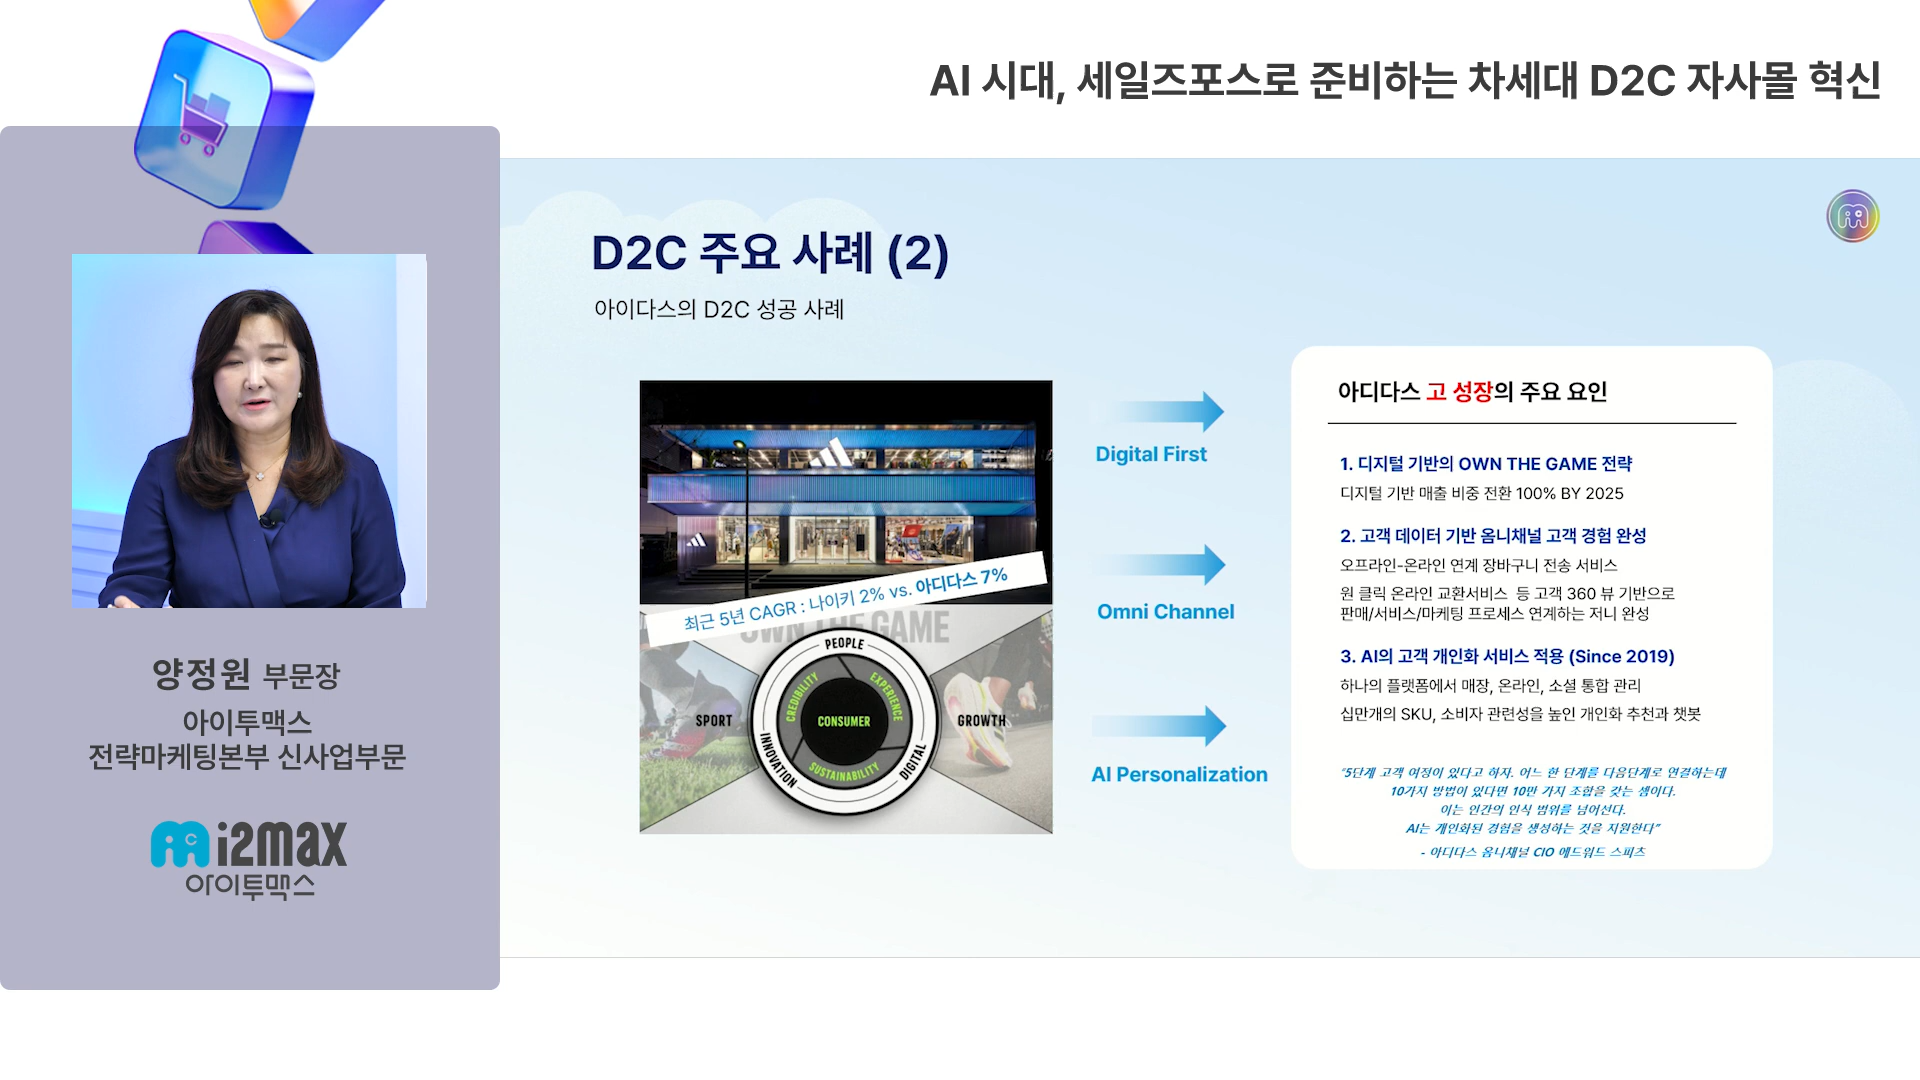 AI 시대, 세일즈포스로 준비하는 차세대 D2C 자사몰 혁신
양정원 부문장
아이투맥스
전략마케팅본부 신사업부문
i2max
아이투맥스
D2C 주요 사례 (2)
아이다스의 D2C 성공 사례
최근 5년 CAGR : 나이키 2% vs. 아디다스 7%
OWN THE GAME
PEOPLE
CREDIBILITY
EXPERIENCE
SPORT
CONSUMER
GROWTH
INNOVATION
SUSTAINABILITY
DIGITAL
Digital First
Omni Channel
AI Personalization
아디다스 고 성장의 주요 요인
1. 디지털 기반의 OWN THE GAME 전략
디지털 기반 매출 비중 전환 100% BY 2025
2. 고객 데이터 기반 옴니채널 고객 경험 완성
오프라인-온라인 연계 장바구니 전송 서비스
원 클릭 온라인 교환서비스 등 고객 360 뷰 기반으로
판매/서비스/마케팅 프로세스 연계하는 저니 완성
3. AI의 고객 개인화 서비스 적용 (Since 2019)
하나의 플랫폼에서 매장, 온라인, 소셜 통합 관리
십만개의 SKU, 소비자 관련성을 높인 개인화 추천과 챗봇
"5단계 고객 여정이 있다고 하자. 어느 한 단계를 다음단계로 연결하는데
10가지 방법이 있다면 10만 가지 조합을 갖는 셈이다.
이는 인간의 인식 범위를 넘어선다.
AI는 개인화된 경험을 생성하는 것을 지원한다"
- 아디다스 옴니채널 CIO 에드워드 스피츠